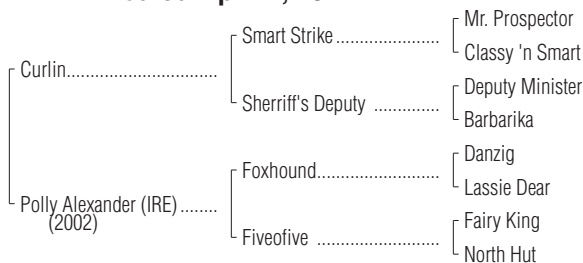 Mr. Prospector
Smart Strike ....................
Classy 'n Smart
Curlin.............................
Deputy Minister
Sherriff's Deputy .............
Barbarika
Danzig
Foxhound........................
Lassie Dear
Polly Alexander (IRE) .......
(2002)
Fairy King
Fiveofive ........................
North Hut